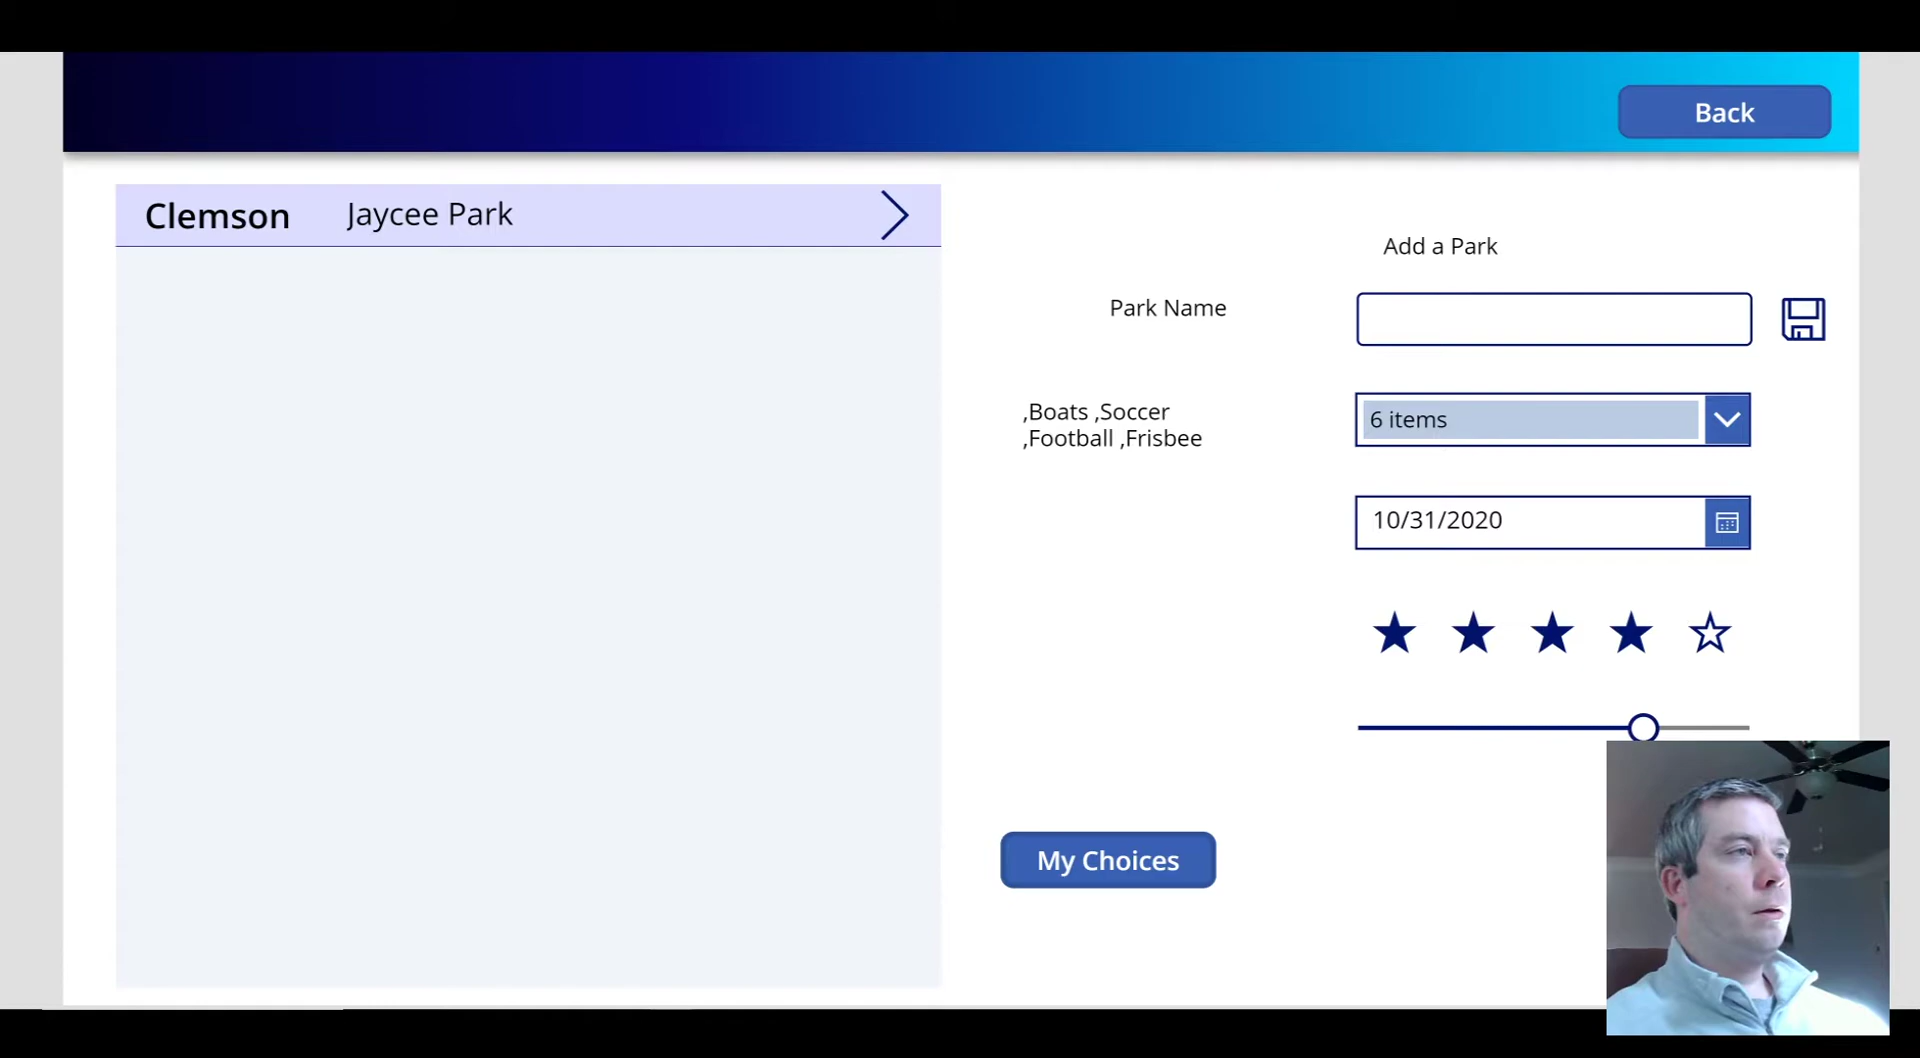 Back
Clemson Jaycee Park
Add a Park
Park Name
,Boats ,Soccer
,Football ,Frisbee
6 items
10/31/2020
My Choices